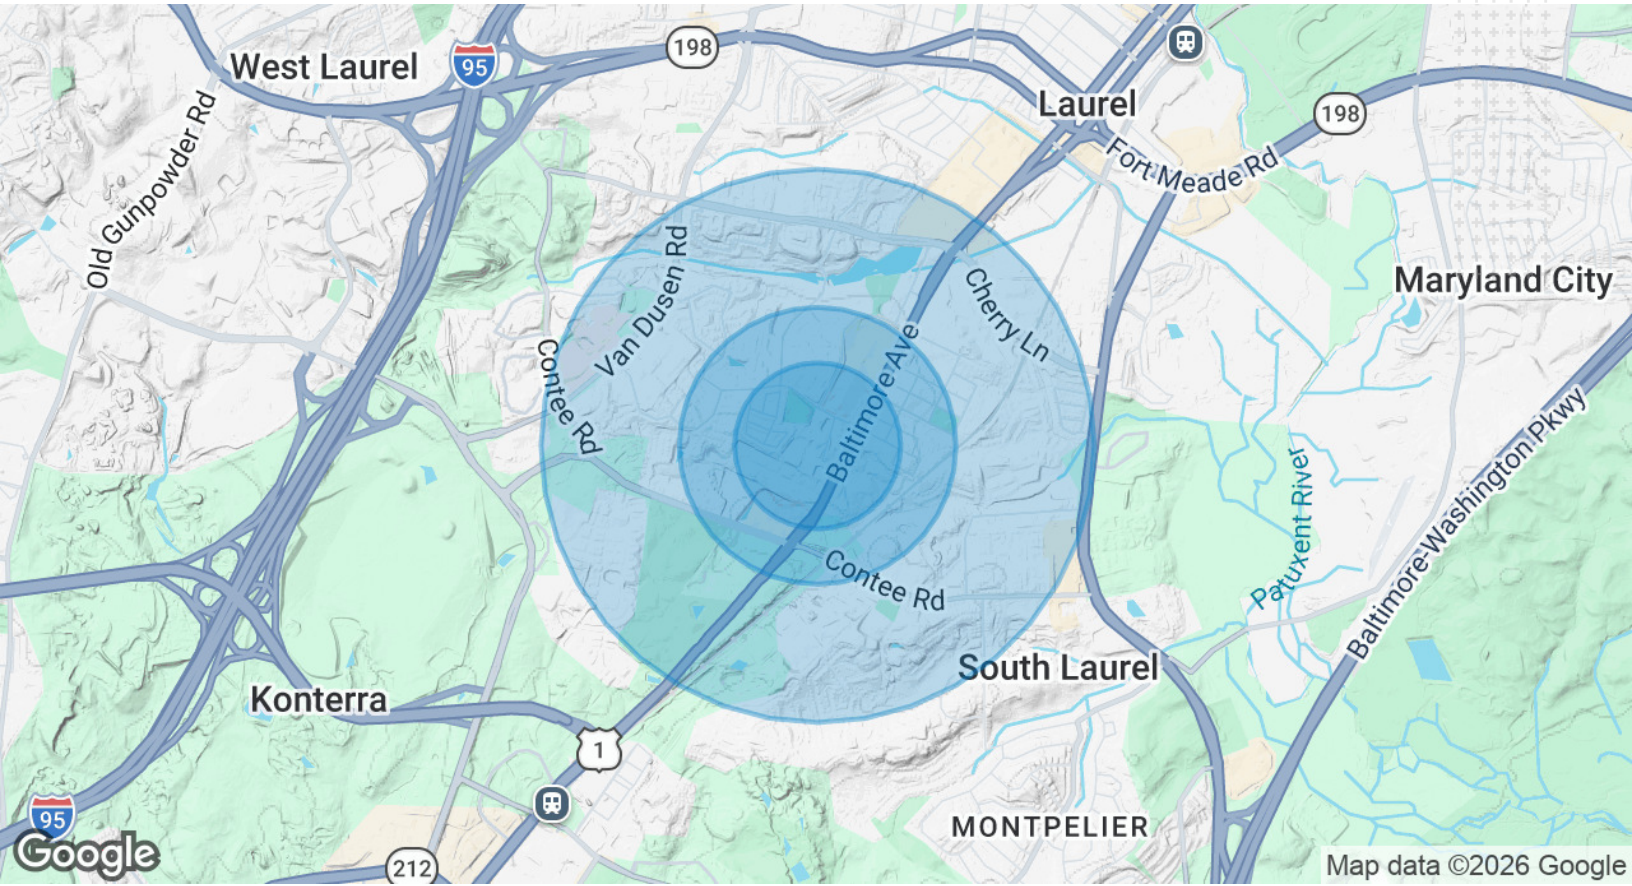 198
West Laurel
95
Laurel
198
Old Gunpowder Rd
Fort Meade Rd
Van Dusen Rd
Cherry Ln
Maryland City
Contee Rd
Baltimore Ave
Baltimore-Washington Pkwy
Patuxent River
Contee Rd
South Laurel
Konterra
1
95
MONTPELIER
Google
212
Map data ©2026 Google